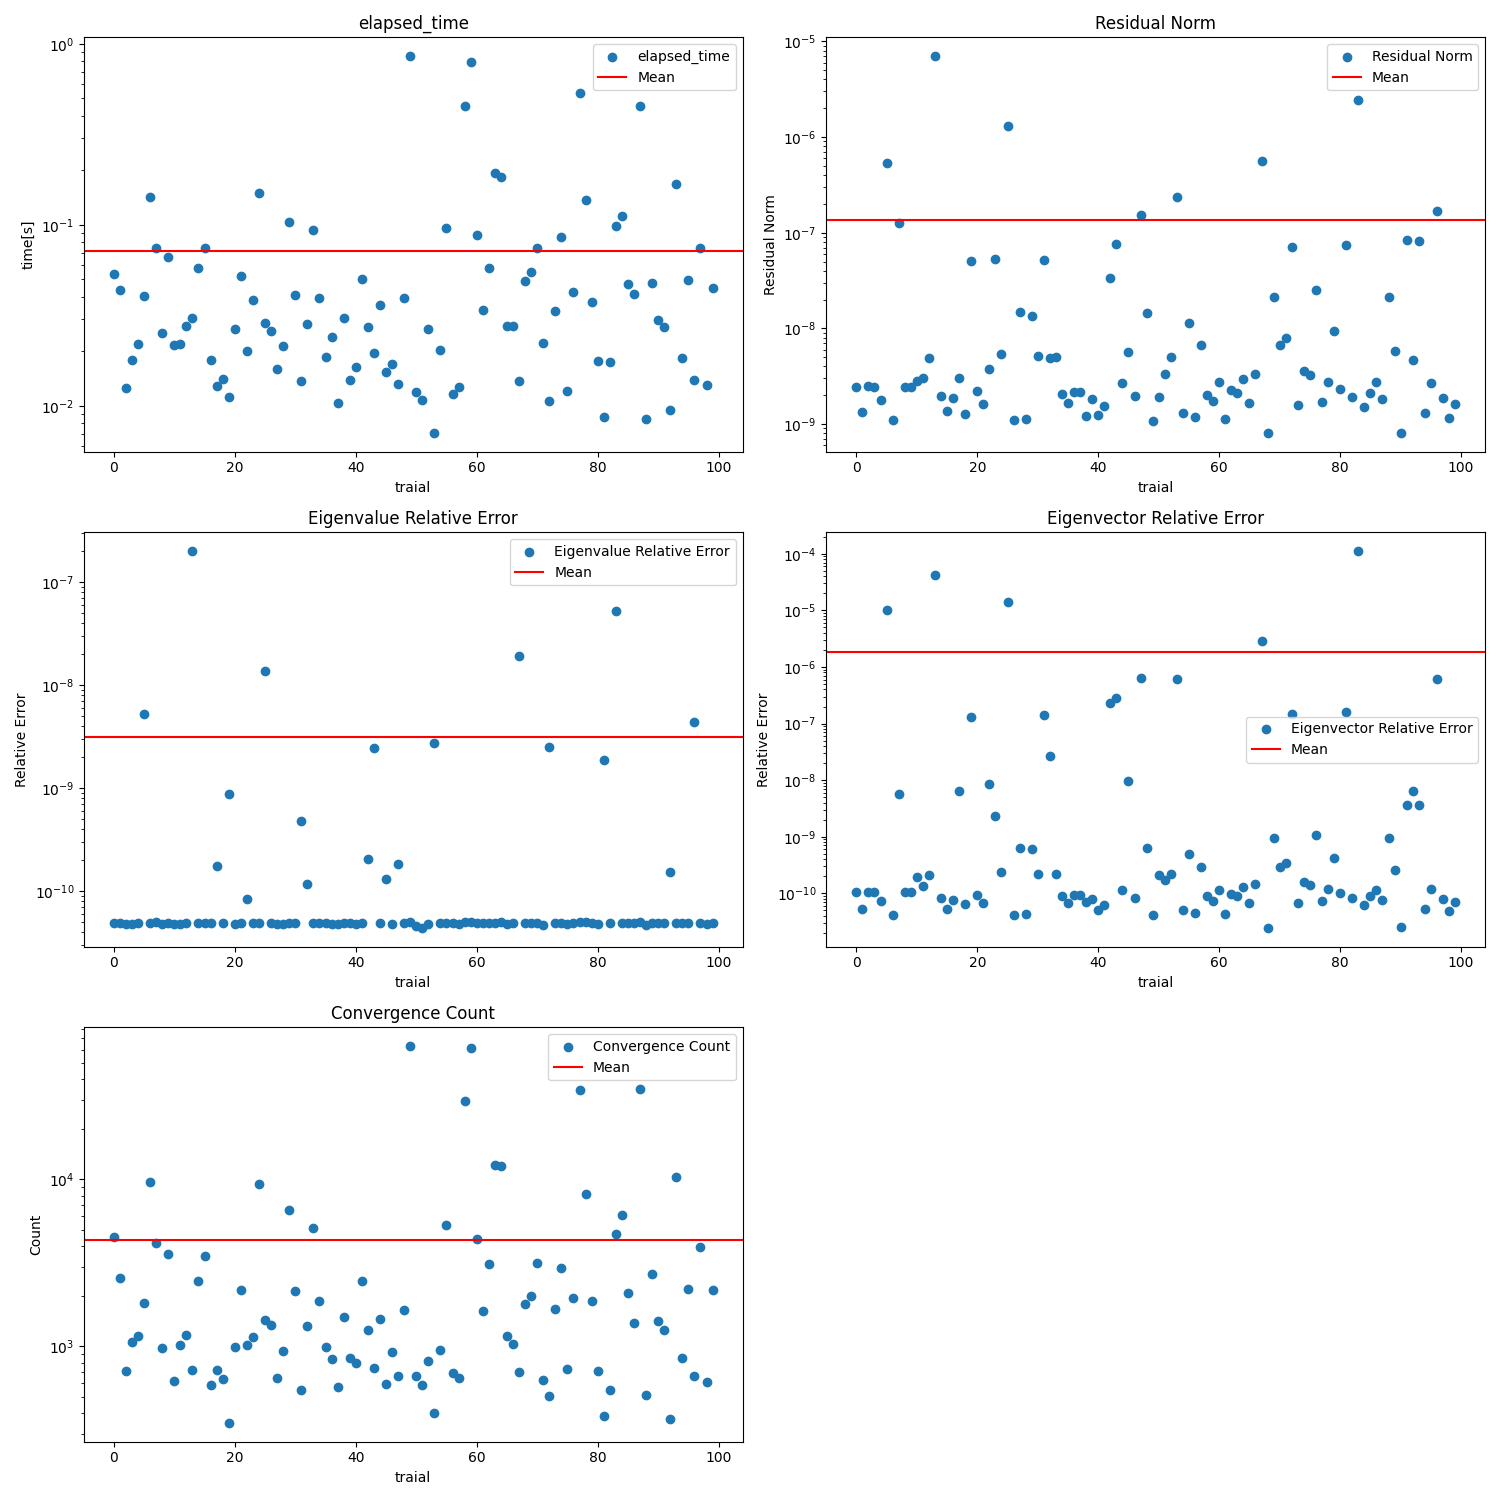 elapsed_time
elapsed_time
Mean
time[s]
10^0
10^-1
10^-2
0 20 40 60 80 100
traial
Residual Norm
Residual Norm
Mean
Residual Norm
10^-5
10^-6
10^-7
10^-8
10^-9
0 20 40 60 80 100
traial
Eigenvalue Relative Error
Eigenvalue Relative Error
Mean
Relative Error
10^-7
10^-8
10^-9
10^-10
0 20 40 60 80 100
traial
Eigenvector Relative Error
Eigenvector Relative Error
Mean
Relative Error
10^-4
10^-5
10^-6
10^-7
10^-8
10^-9
10^-10
0 20 40 60 80 100
traial
Convergence Count
Convergence Count
Mean
Count
10^4
10^3
0 20 40 60 80 100
traial